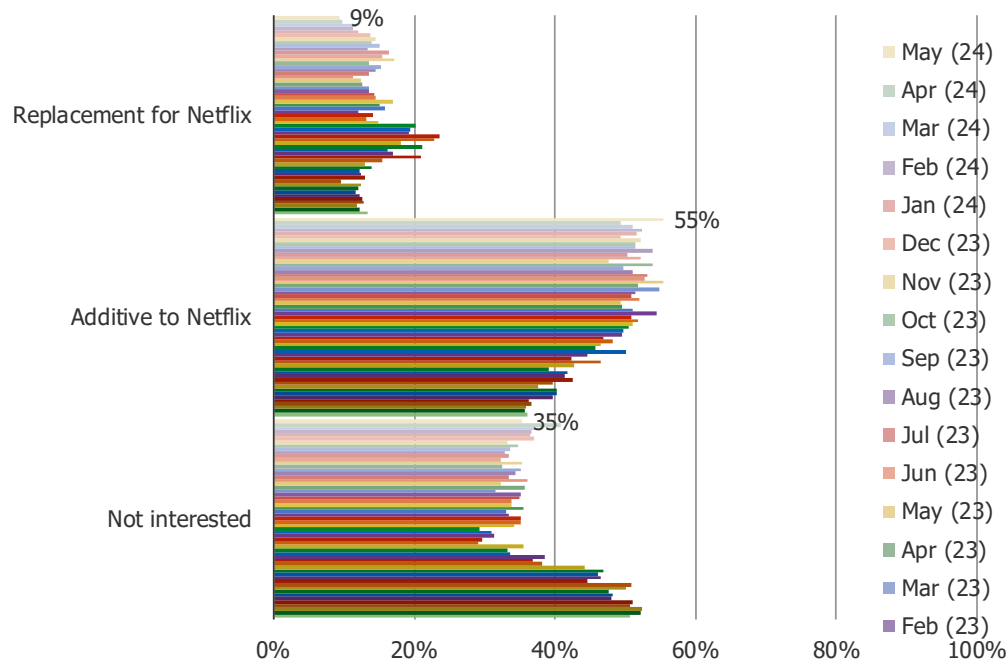 9%
Replacement for Netflix
55%
Additive to Netflix
35%
Not interested
0%
20%
40%
60%
80%
100%
May (24)
Apr (24)
Mar (24)
Feb (24)
Jan (24)
Dec (23)
Nov (23)
Oct (23)
Sep (23)
Aug (23)
Jul (23)
Jun (23)
May (23)
Apr (23)
Mar (23)
Feb (23)